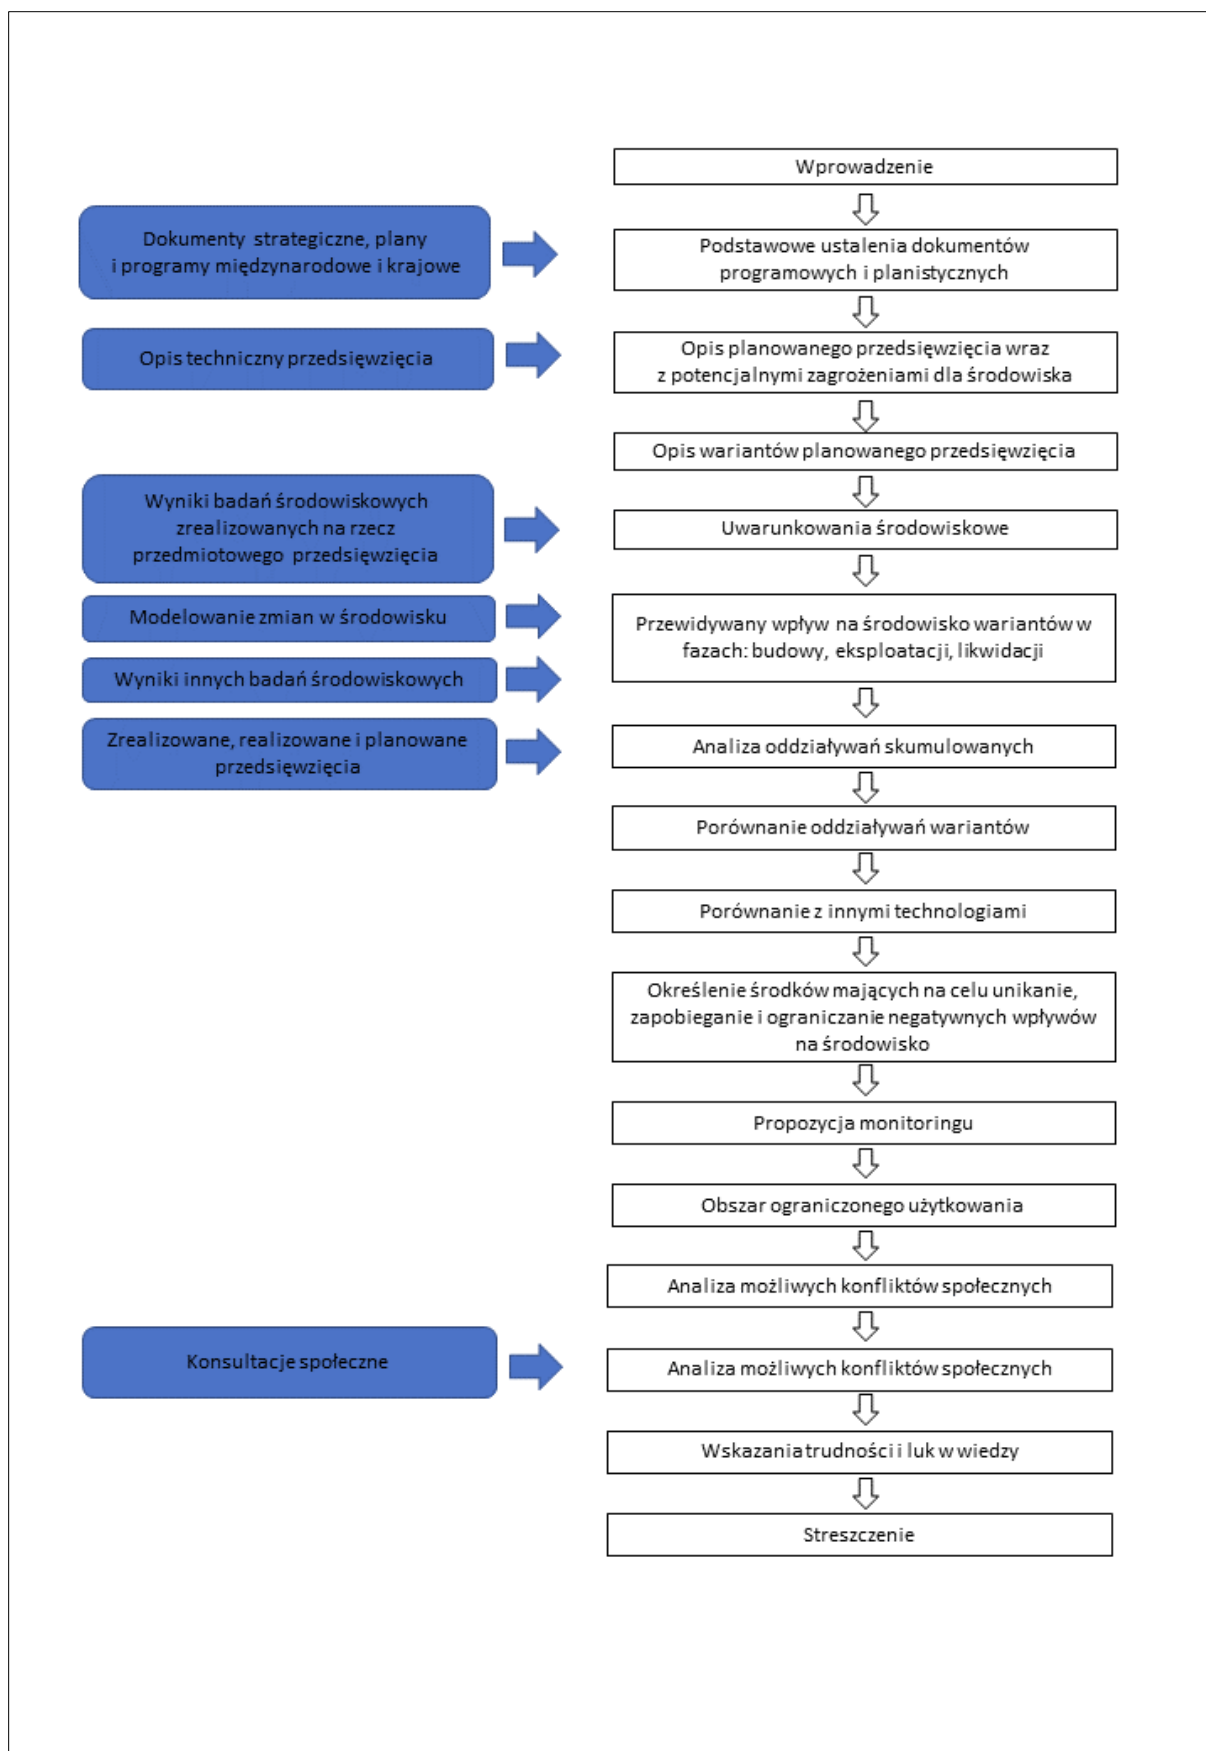 Wprowadzenie
Dokumenty strategiczne, plany
i programy międzynarodowe i krajowe
Podstawowe ustalenia dokumentów
programowych i planistycznych
Opis techniczny przedsięwzięcia
Opis planowanego przedsięwzięcia wraz
z potencjalnymi zagrożeniami dla środowiska
Opis wariantów planowanego przedsięwzięcia
Wyniki badań środowiskowych
zrealizowanych na rzecz
przedmiotowego przedsięwzięcia
Uwarunkowania środowiskowe
Modelowanie zmian w środowisku
Wyniki innych badań środowiskowych
Przewidywany wpływ na środowisko wariantów w
fazach: budowy, eksploatacji, likwidacji
Zrealizowane, realizowane i planowane
przedsięwzięcia
Analiza oddziaływań skumulowanych
Porównanie oddziaływań wariantów
Porównanie z innymi technologiami
Określenie środków mających na celu unikanie,
zapobieganie i ograniczanie negatywnych wpływów
na środowisko
Propozycja monitoringu
Obszar ograniczonego użytkowania
Analiza możliwych konfliktów społecznych
Konsultacje społeczne
Analiza możliwych konfliktów społecznych
Wskazania trudności i luk w wiedzy
Streszczenie